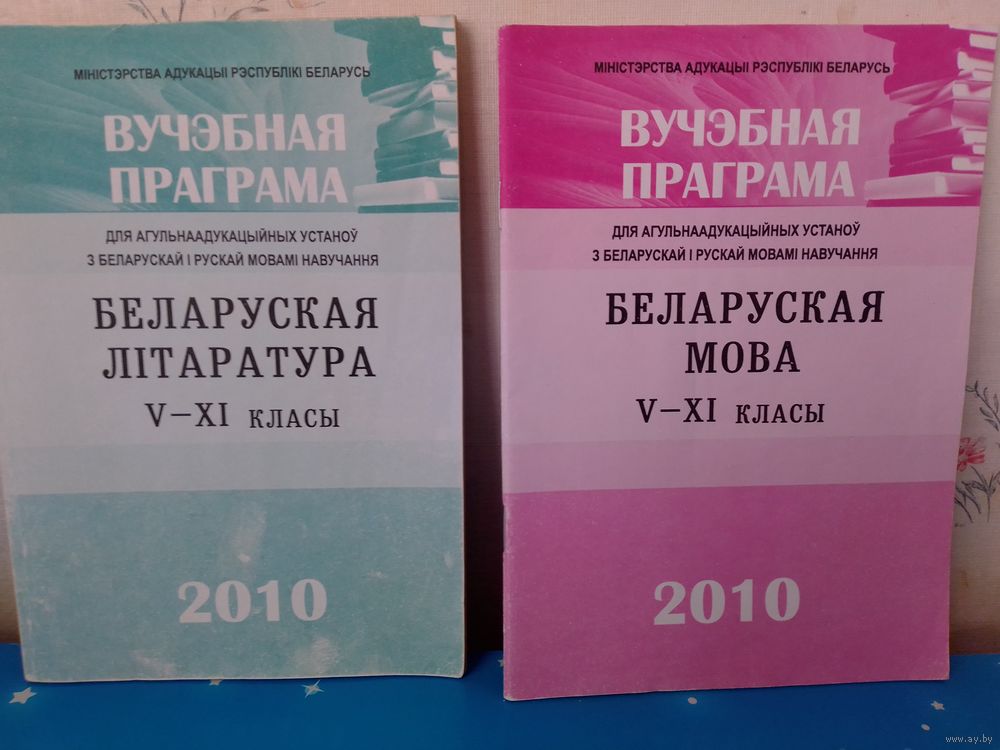 МІНІСТЭРСТВА АДУКАЦЫІ РЭСПУБЛІКІ БЕЛАРУСЬ
ВУЧЭБНАЯ
ПРАГРАМА
ДЛЯ АГУЛЬНААДУКАЦЫЙНЫХ УСТАНОЎ
З БЕЛАРУСКАЙ І РУСКАЙ МОВАМІ НАВУЧАННЯ
БЕЛАРУСКАЯ
ЛІТАРАТУРА
V–XI КЛАСЫ
2010
МІНІСТЭРСТВА АДУКАЦЫІ РЭСПУБЛІКІ БЕЛАРУСЬ
ВУЧЭБНАЯ
ПРАГРАМА
ДЛЯ АГУЛЬНААДУКАЦЫЙНЫХ УСТАНОЎ
З БЕЛАРУСКАЙ І РУСКАЙ МОВАМІ НАВУЧАННЯ
БЕЛАРУСКАЯ
МОВА
V–XI КЛАСЫ
2010
www.ay.by